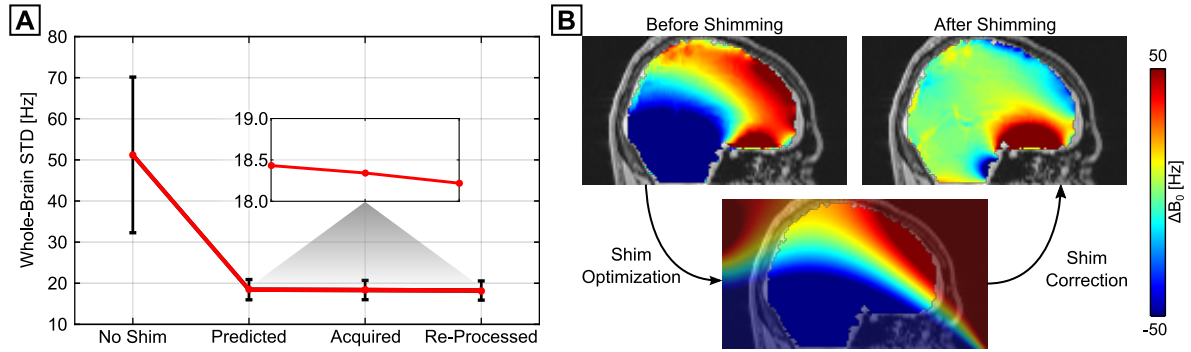 A
Whole-Brain STD [Hz]
80
70
60
50
40
30
20
10
19.0
18.5
18.0
No Shim
Predicted
Acquired
Re-Processed
B
Before Shimming
After Shimming
Shim
Optimization
Shim
Correction
50
ΔB₀ [Hz]
-50